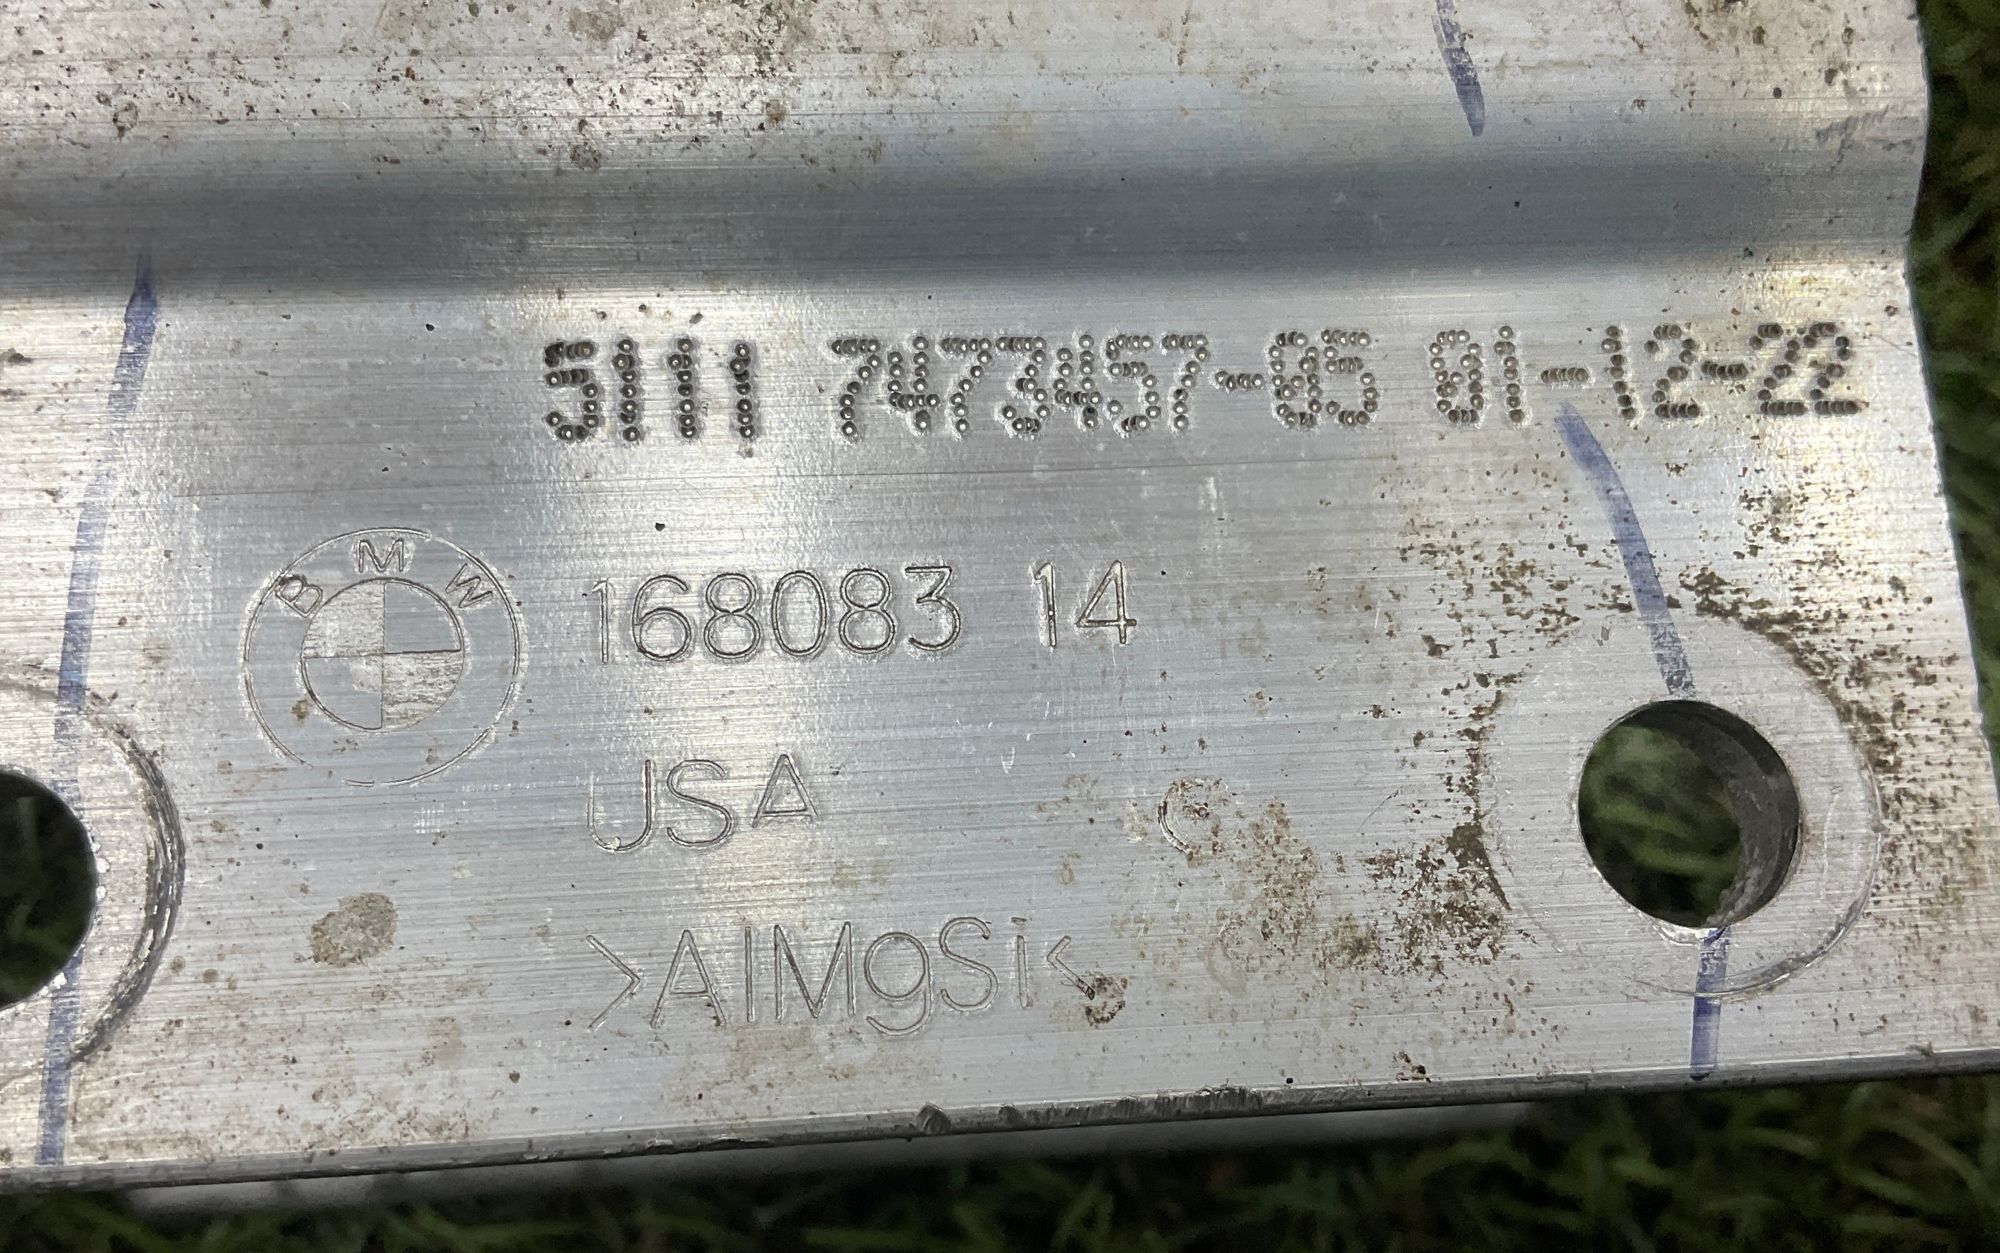 5111 7473457-05 01-12-22
BMW
168083 14
USA
>AlMgSi<